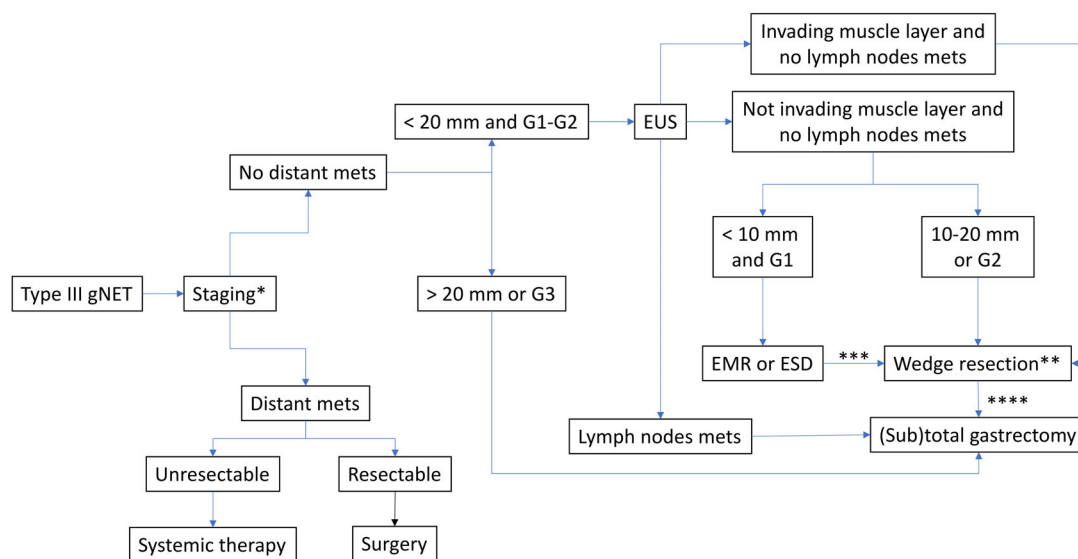 Invading muscle layer and
no lymph nodes mets
< 20 mm and G1-G2
EUS
Not invading muscle layer and
no lymph nodes mets
No distant mets
< 10 mm
and G1
10-20 mm
or G2
Type III gNET
Staging*
> 20 mm or G3
EMR or ESD
***
Wedge resection**
****
Distant mets
Lymph nodes mets
(Sub)total gastrectomy
Unresectable
Resectable
Systemic therapy
Surgery